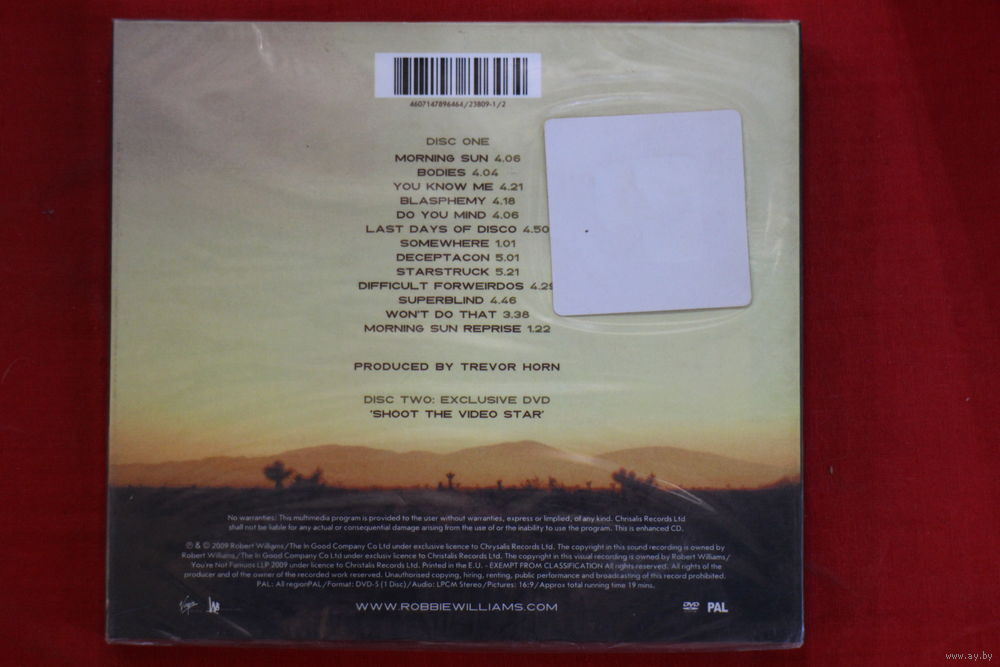 4607147896464/23809-1/2
DISC ONE
MORNING SUN 4.06
BODIES 4.04
YOU KNOW ME 4.21
BLASPHEMY 4.18
DO YOU MIND 4.06
LAST DAYS OF DISCO 4.50
SOMEWHERE 1.01
DECEPTACON 5.01
STARSTRUCK 5.21
DIFFICULT FORWEIRDOS 4.29
SUPERBLIND 4.46
WON'T DO THAT 3.38
MORNING SUN REPRISE 1.22
PRODUCED BY TREVOR HORN
DISC TWO: EXCLUSIVE DVD
'SHOOT THE VIDEO STAR'
No warranties: This multimedia program is provided to the user without warranties, express or limplied, of any kind. Chrisalis Records Ltd
shall not be liable for any actual or consequential damage arising from the use of or the inability to use the program. This is enhanced CD.
℗ & © 2009 Robert Williams/The In Good Company Co Ltd under exclusive licence to Chrysalis Records Ltd. The copyright in this sound recording is owned by
Robert Williams/The In Good Company Co Ltd under exclusiv licence to Christalis Records Ltd. The copyright in this visual recording is owned by Robert Williams/
You're Not Famuos LLP 2009 under licence to Christalis Records Ltd. Printed in the E.U. - EXEMPT FROM CLASSIFICATION All rights reserved. All rights of the
producer and of the owner of the recorded work reserved. Unauthorised copying, hiring, renting, public performance and broadcasting of this record prohibited.
PAL: All regionPAL/Format: DVD-5 (1 Disc)/Audio: LPCM Stereo/Pictures: 16:9/Approx total running time 19 mins.
Virgin
WWW.ROBBIEWILLIAMS.COM
DVD PAL
www.ay.by